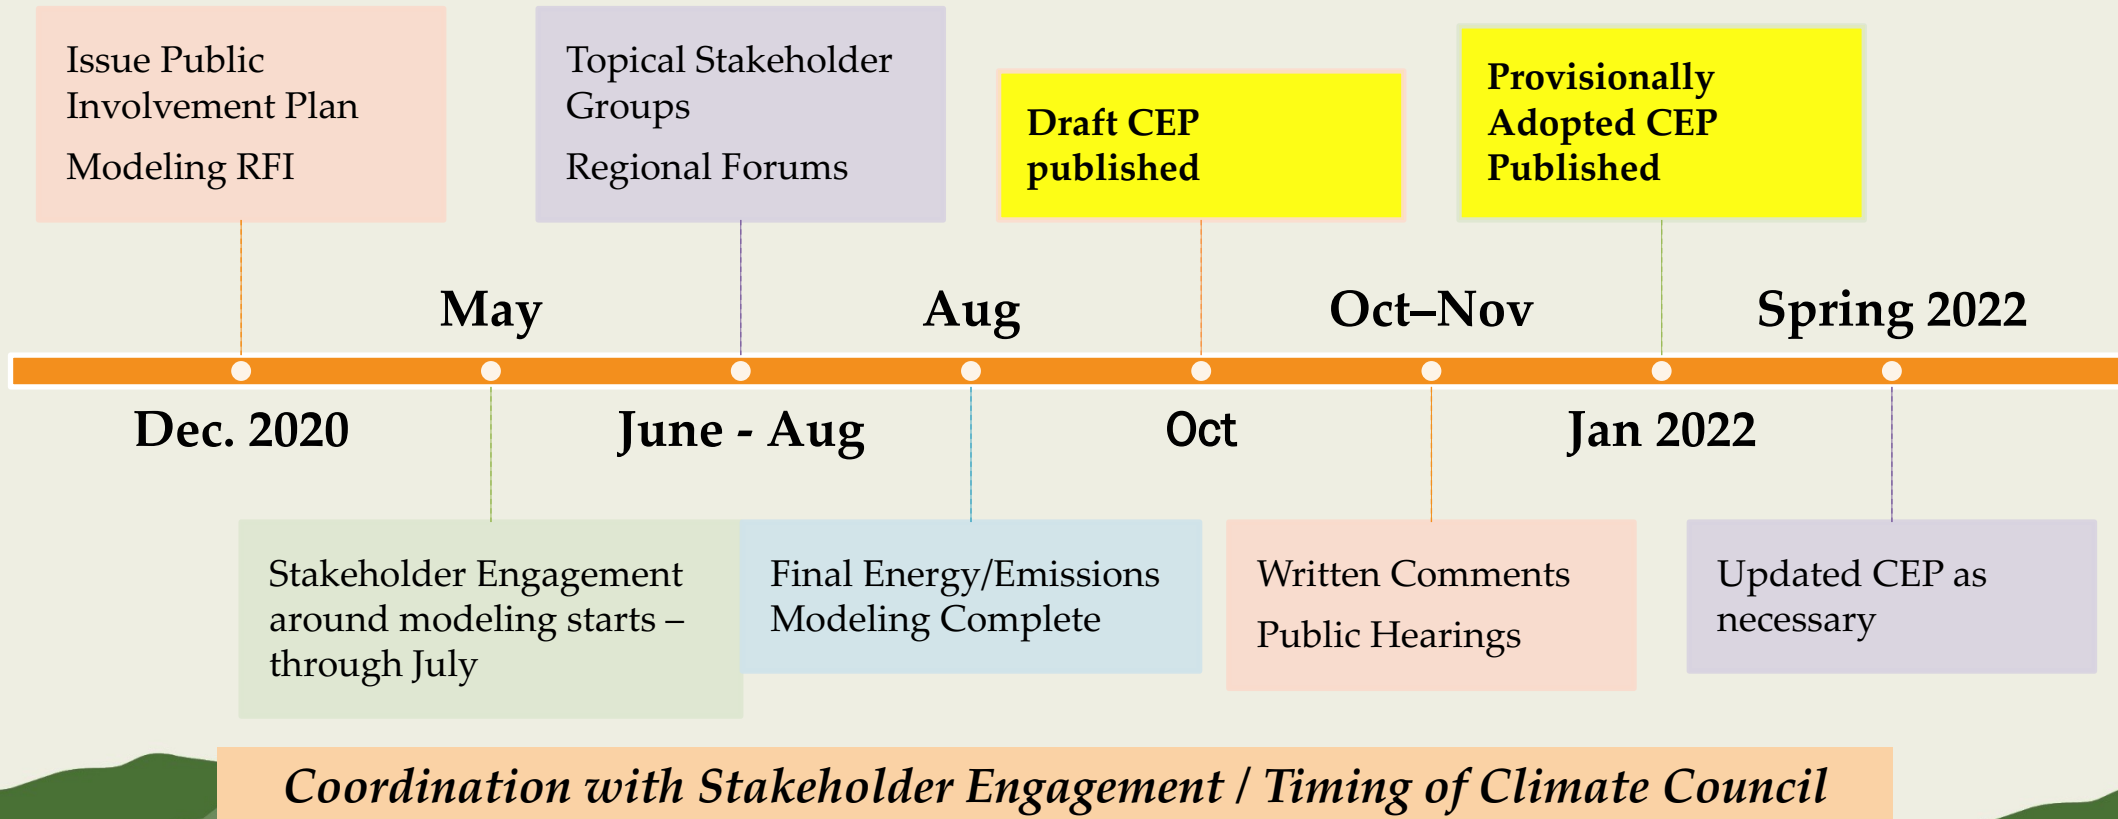 Issue Public
Involvement Plan
Modeling RFI
Topical Stakeholder
Groups
Regional Forums
Draft CEP
published
Provisionally
Adopted CEP
Published
May
Aug
Oct–Nov
Spring 2022
Dec. 2020
June - Aug
Oct
Jan 2022
Stakeholder Engagement
around modeling starts –
through July
Final Energy/Emissions
Modeling Complete
Written Comments
Public Hearings
Updated CEP as
necessary
Coordination with Stakeholder Engagement / Timing of Climate Council